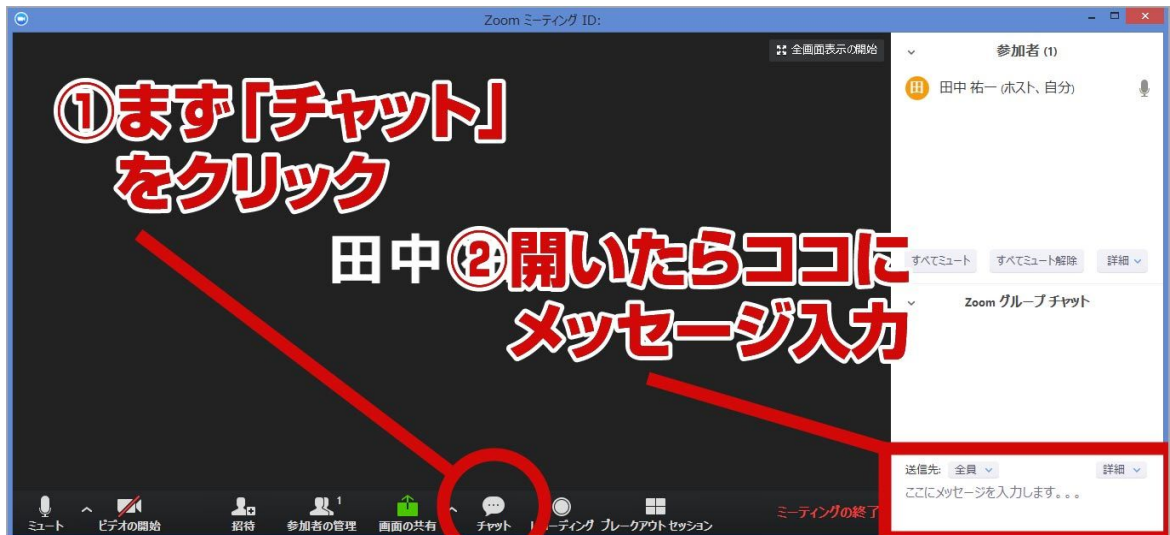 Zoom ミーティング ID:
全画面表示の開始
参加者 (1)
田 田中 祐一 (ホスト、自分)
①まず「チャット」
をクリック
田中
②開いたらココに
メッセージ入力
すべてミュート すべてミュート解除 詳細
Zoom グループ チャット
送信先: 全員 詳細
ここにメッセージを入力します。。。
ミュート ビデオの開始 招待 参加者の管理 1 画面の共有 チャット ブレークアウト セッション ミーティングの終了